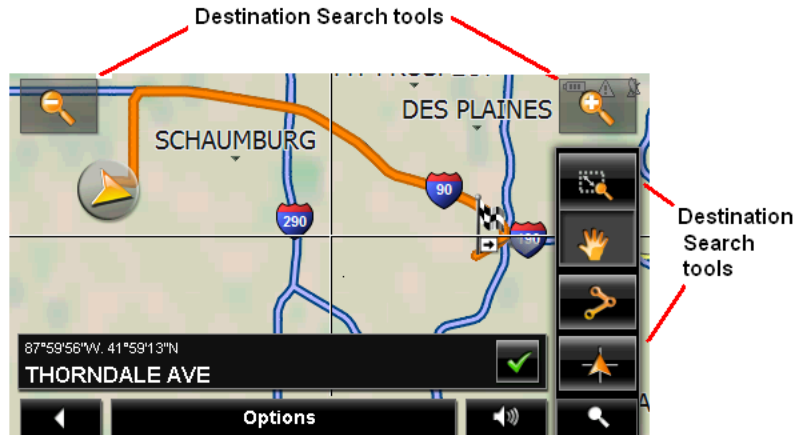 Destination Search tools
DES PLAINES
SCHAUMBURG
90
290
190
Destination
Search
tools
87°59'56"W. 41°59'13"N
THORNDALE AVE
Options